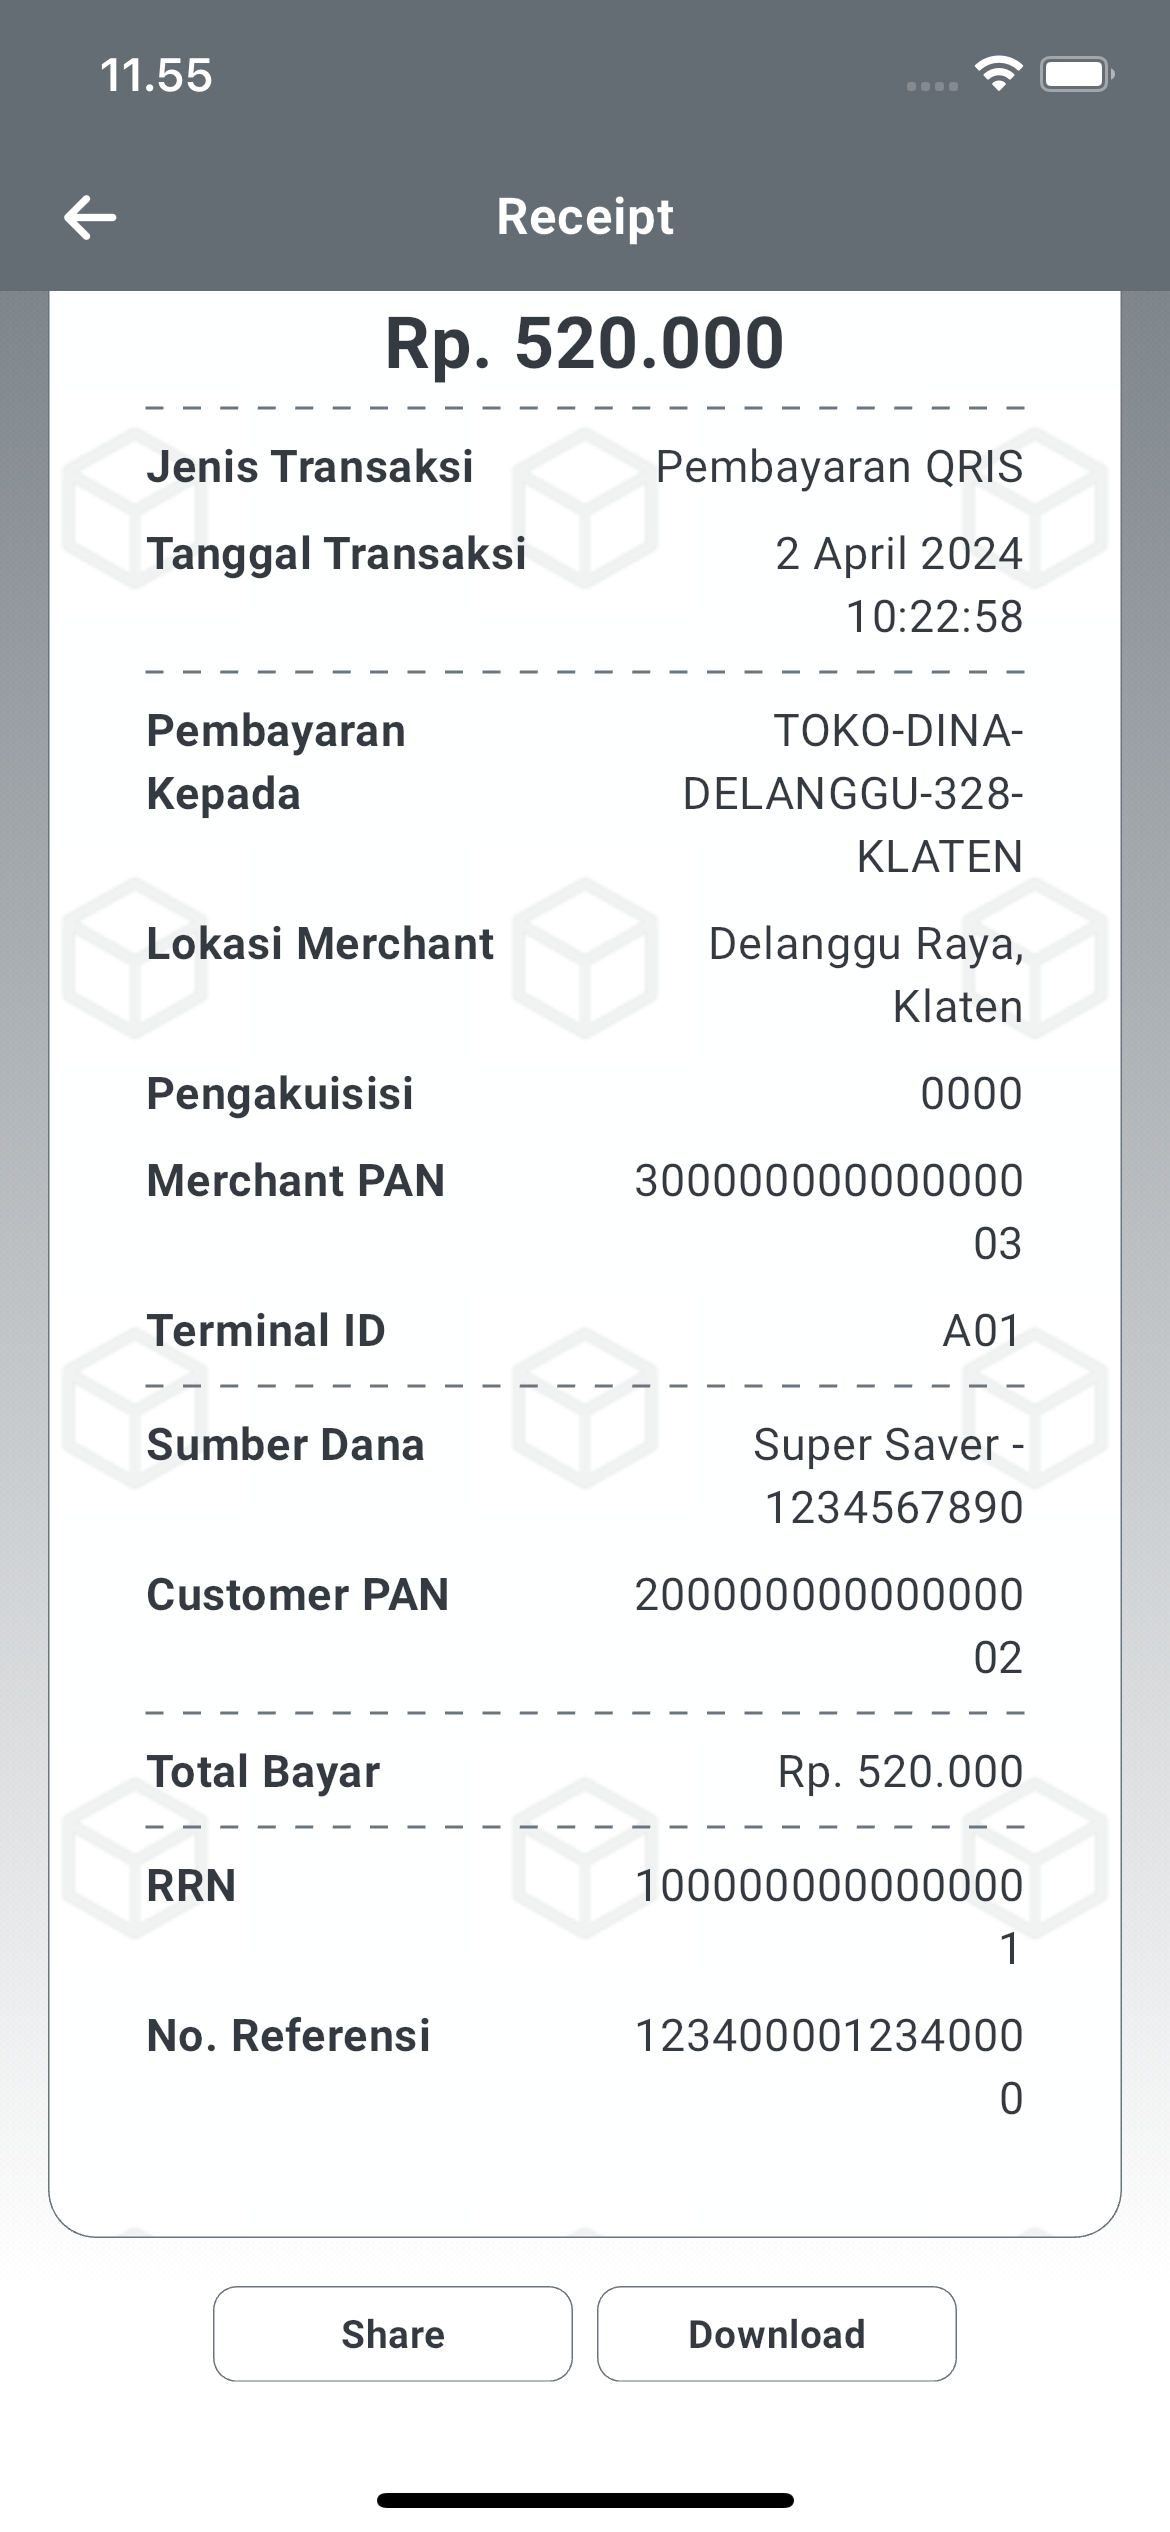 11.55
Receipt
Rp. 520.000
Jenis Transaksi Pembayaran QRIS
Tanggal Transaksi 2 April 2024
10:22:58
Pembayaran TOKO-DINA-
Kepada DELANGGU-328-
KLATEN
Lokasi Merchant Delanggu Raya,
Klaten
Pengakuisisi 0000
Merchant PAN 300000000000000
03
Terminal ID A01
Sumber Dana Super Saver -
1234567890
Customer PAN 200000000000000
02
Total Bayar Rp. 520.000
RRN 100000000000000
1
No. Referensi 123400001234000
0
Share Download